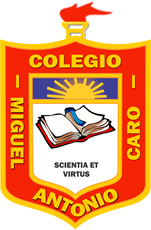 COLEGIO
MIGUEL
CARO
SCIENTIA ET
VIRTUS
ANTONIO